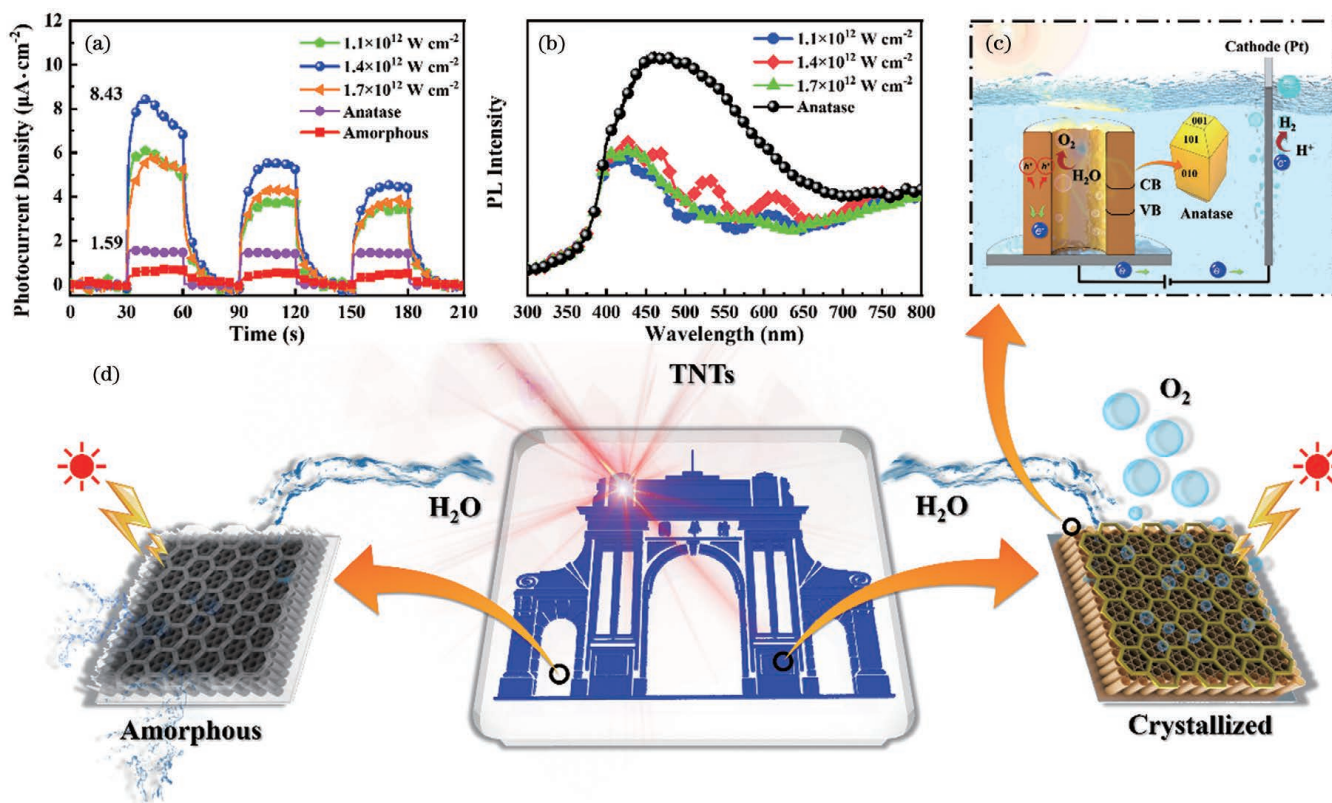 (a)
1.1×10¹² W cm⁻²
1.4×10¹² W cm⁻²
1.7×10¹² W cm⁻²
Anatase
Amorphous
8.43
1.59
Photocurrent Density (μA·cm⁻²)
10
8
6
4
2
0
0 30 60 90 120 150 180 210
Time (s)
(b)
1.1×10¹² W cm⁻²
1.4×10¹² W cm⁻²
1.7×10¹² W cm⁻²
Anatase
PL Intensity
300 350 400 450 500 550 600 650 700 750 800
Wavelength (nm)
(c)
Cathode (Pt)
O₂
H₂O
h⁺ h⁺
e⁻
CB
VB
001
101
010
Anatase
H₂
H⁺
e⁻
e⁻
e⁻
(d)
TNTs
H₂O
H₂O
O₂
Amorphous
Crystallized